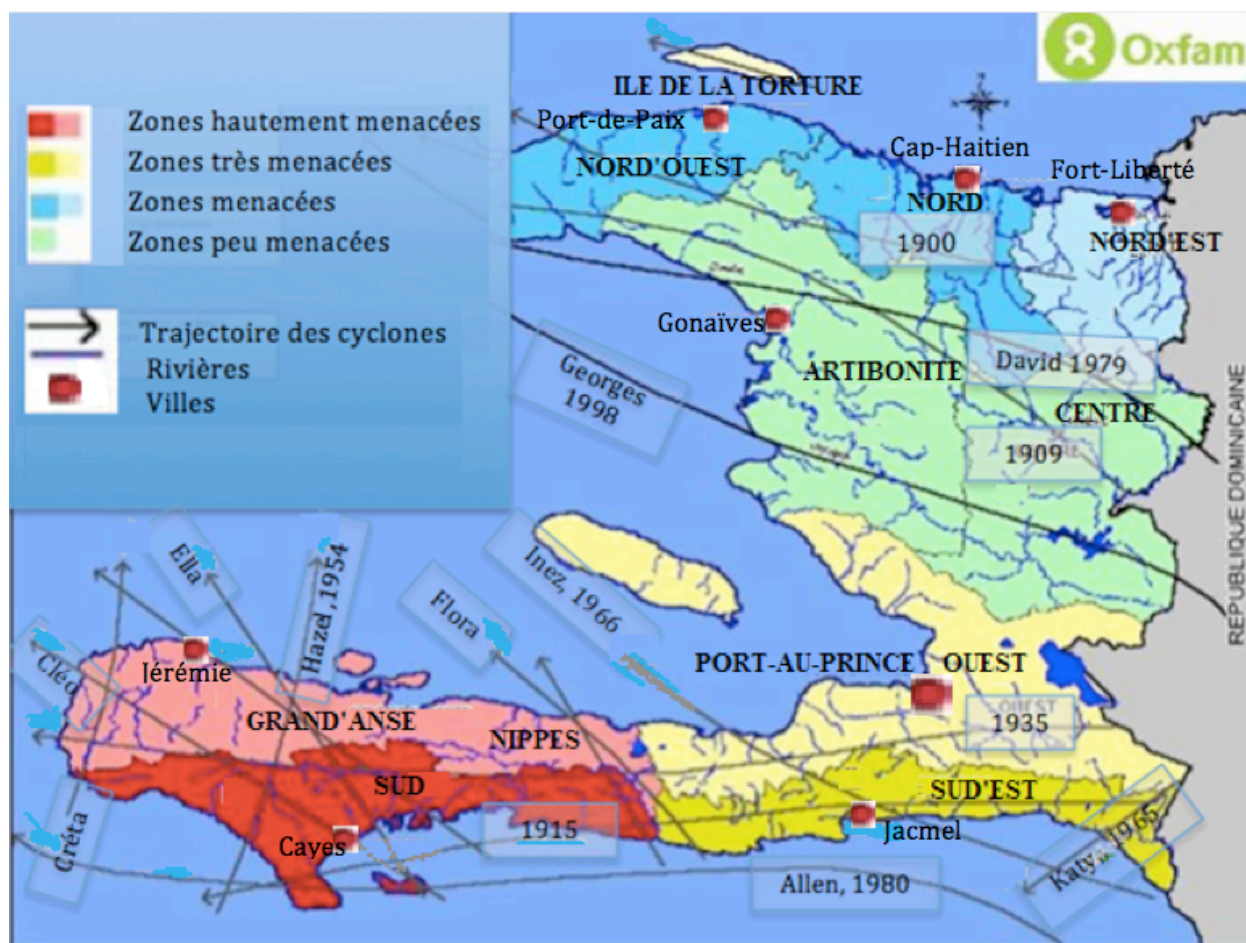 Oxfam
Zones hautement menacées
Zones très menacées
Zones menacées
Zones peu menacées
Trajectoire des cyclones
Rivières
Villes
ILE DE LA TORTURE
Port-de-Paix
NORD'OUEST
Cap-Haitien
Fort-Liberté
NORD
NORD'EST
1900
Gonaïves
Georges
1998
ARTIBONITE
David 1979
CENTRE
1909
REPUBLIQUE DOMINICAINE
Ella
Hazel, 1954
Flora
Inez, 1966
Cléo
Jérémie
GRAND'ANSE
NIPPES
PORT-AU-PRINCE
OUEST
1935
SUD
SUD'EST
Gréta
Cayes
1915
Jacmel
Katy, 1965
Allen, 1980